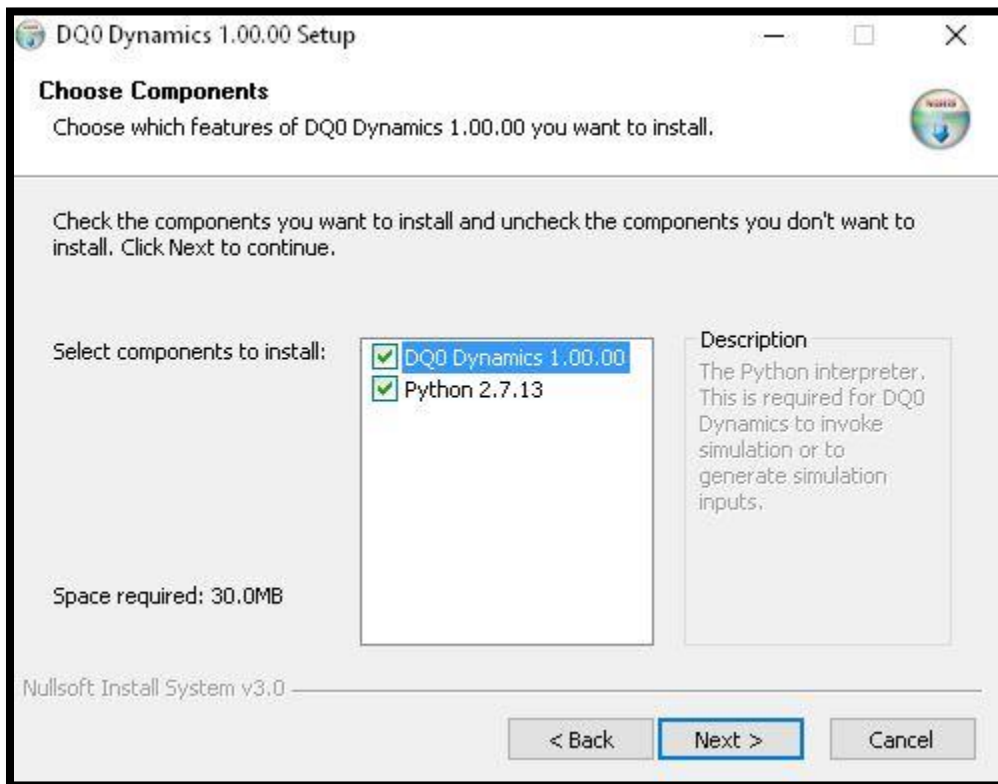 DQ0 Dynamics 1.00.00 Setup
Choose Components
Choose which features of DQ0 Dynamics 1.00.00 you want to install.
Check the components you want to install and uncheck the components you don't want to
install. Click Next to continue.
Select components to install:
DQ0 Dynamics 1.00.00
Python 2.7.13
Description
The Python interpreter.
This is required for DQ0
Dynamics to invoke
simulation or to
generate simulation
inputs.
Space required: 30.0MB
Nullsoft Install System v3.0
< Back
Next >
Cancel